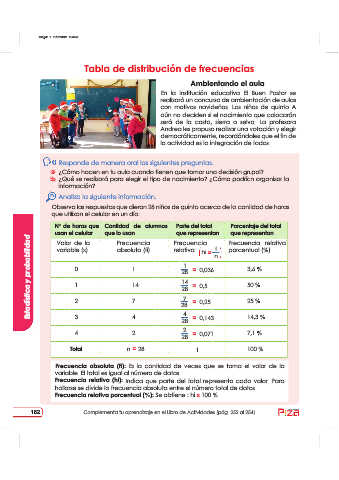 Tabla de distribución de frecuencias
Ambientando el aula
En la institución educativa El Buen Pastor se
realizará un concurso de ambientación de aulas
con motivos navideños. Los niños de quinto A
aún no deciden si el nacimiento que colocarán
será de la costa, sierra o selva. La profesora
Andrea les propuso realizar una votación y elegir
democráticamente, recordándoles que el fin de
la actividad es la integración de todos.
Responde de manera oral las siguientes preguntas.
¿Cómo hacen en tu aula cuando tienen que tomar una decisión grupal?
¿Qué se realizará para elegir el tipo de nacimiento? ¿Cómo podrían organizar la
información?
Analiza la siguiente información.
Observa las respuestas que dieron 28 niños de quinto acerca de la cantidad de horas
que utilizan el celular en un día.
N° de horas que usan el celular | Cantidad de alumnos que lo usan | Parte del total que representan | Porcentaje del total que representan
Valor de la variable (x) | Frecuencia absoluta (fi) | Frecuencia relativa (hi = fi/n) | Frecuencia relativa porcentual (%)
0 | 1 | 1/28 = 0,036 | 3,6 %
1 | 14 | 14/28 = 0,5 | 50 %
2 | 7 | 7/28 = 0,25 | 25 %
3 | 4 | 4/28 = 0,143 | 14,3 %
4 | 2 | 2/28 = 0,071 | 7,1 %
Total | n = 28 | 1 | 100 %
Frecuencia absoluta (fi): Es la cantidad de veces que se toma el valor de la
variable. El total es igual al número de datos.
Frecuencia relativa (hi): Indica que parte del total representa cada valor. Para
hallarse se divide la frecuencia absoluta entre el número total de datos.
Frecuencia relativa porcentual (%): Se obtiene : hi x 100 %
Estadística y probabilidad
182
Complementa tu aprendizaje en el Libro de Actividades (pág. 252 al 254)